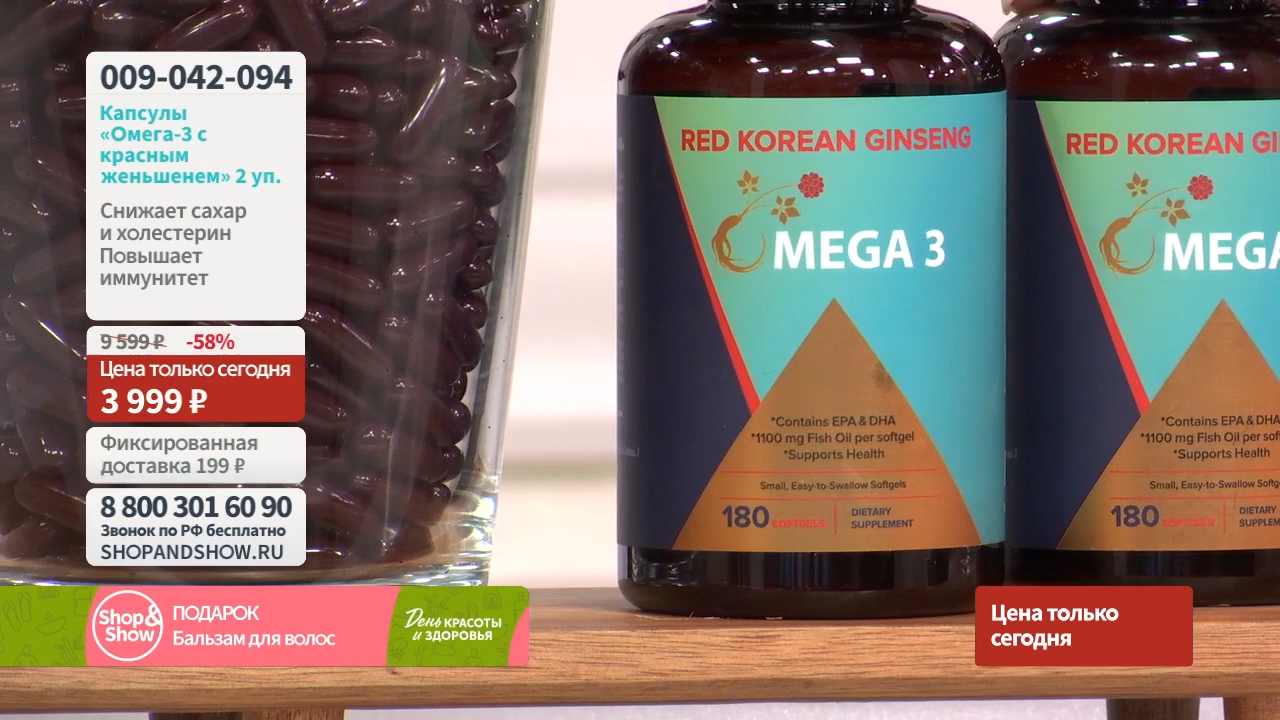 009-042-094
Капсулы
«Омега-3 с
красным
женьшенем» 2 уп.
Снижает сахар
и холестерин
Повышает
иммунитет
9 599 ₽ -58%
Цена только сегодня
3 999 ₽
Фиксированная
доставка 199 ₽
8 800 301 60 90
Звонок по РФ бесплатно
SHOPANDSHOW.RU
Shop&
Show
ПОДАРОК
Бальзам для волос
День КРАСОТЫ
и ЗДОРОВЬЯ
RED KOREAN GINSENG
MEGA 3
*Contains EPA & DHA
*1100 mg Fish Oil per softgel
*Supports Health
Small, Easy-to-Swallow Softgels
180 SOFTGELS
DIETARY
SUPPLEMENT
RED KOREAN GI
MEGA
*Contains EPA & DHA
*1100 mg Fish Oil per soft
*Supports Health
Small, Easy-to-Swallow Softg
180 SOFTGELS
DIETARY
SUPPLEM
Цена только
сегодня